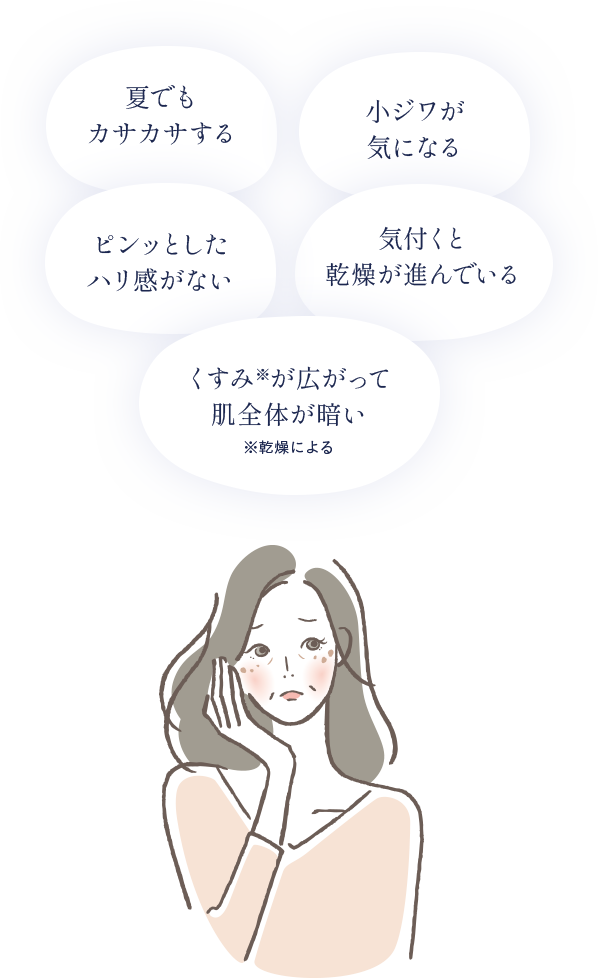 夏でも
カサカサする
小ジワが
気になる
ピンッとした
ハリ感がない
気付くと
乾燥が進んでいる
くすみ※が広がって
肌全体が暗い
※乾燥による